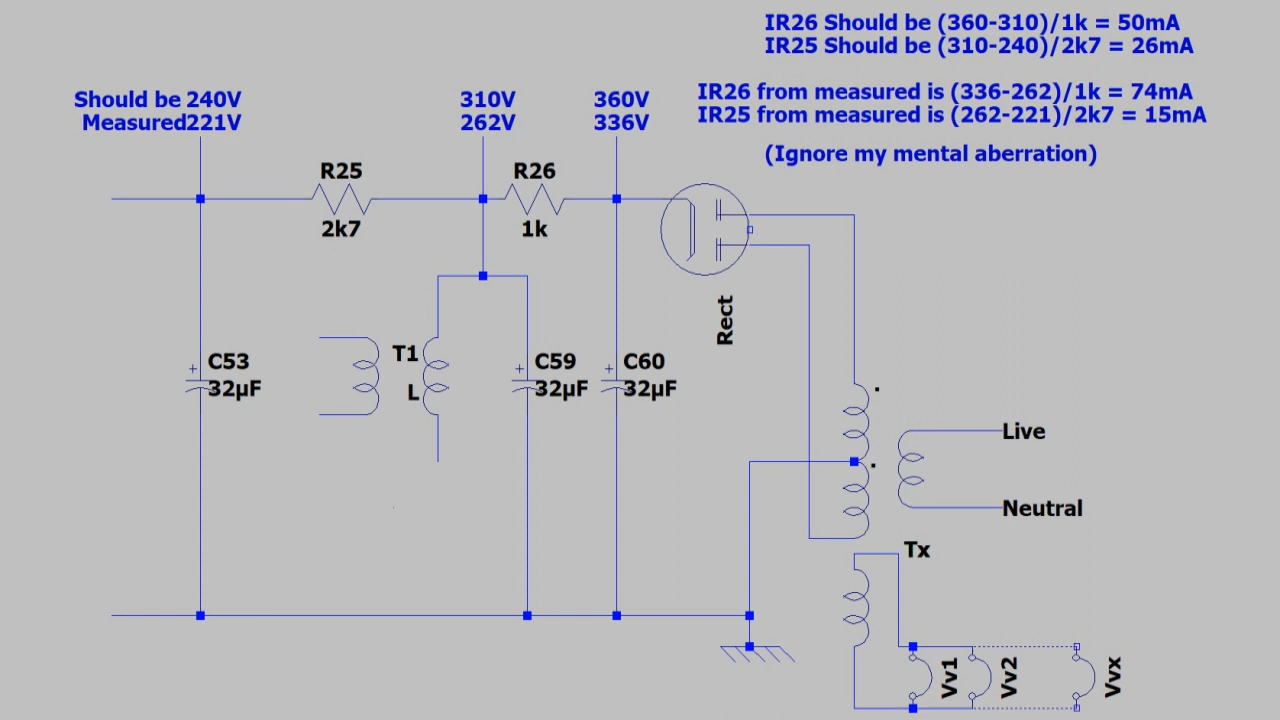 IR26 Should be (360-310)/1k = 50mA
IR25 Should be (310-240)/2k7 = 26mA
IR26 from measured is (336-262)/1k = 74mA
IR25 from measured is (262-221)/2k7 = 15mA
(Ignore my mental aberration)
Should be 240V
Measured221V
310V
262V
360V
336V
R25
2k7
R26
1k
Rect
C53
+
32µF
T1
L
C59
+
32µF
C60
+
32µF
Live
Neutral
Tx
Vv1
Vv2
Vvx